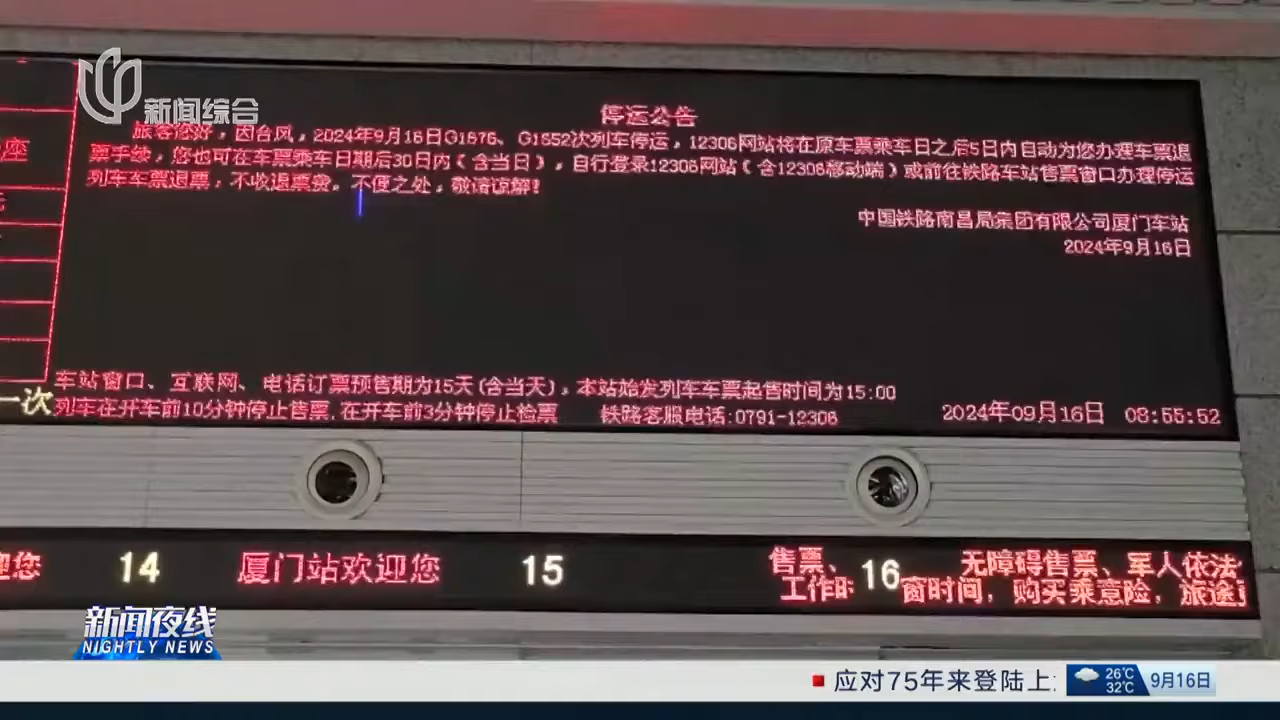 新闻综合
座
停运公告
旅客您好，因台风，2024年9月16日G1676、G1652次列车停运，12306网站将在原车票乘车日之后5日内自动为您办理车票退
票手续，您也可在车票乘车日期后30日内（含当日），自行登录12306网站（含12306移动端）或前往铁路车站售票窗口办理停运
列车车票退票，不收退票费。不便之处，敬请谅解！
中国铁路南昌局集团有限公司厦门车站
2024年9月16日
车站窗口、互联网、电话订票预售期为15天(含当天)，本站始发列车车票起售时间为15:00
一次
列车在开车前10分钟停止售票,在开车前3分钟停止检票 铁路客服电话:0791-12306
2024年09月16日 08:55:52
迎您 14 厦门站欢迎您 15
售票、
工作时
16
无障碍售票、军人依法
窗时间，购买乘意险，旅途
新闻夜线
NIGHTLY NEWS
应对75年来登陆上
26℃
32℃
9月16日